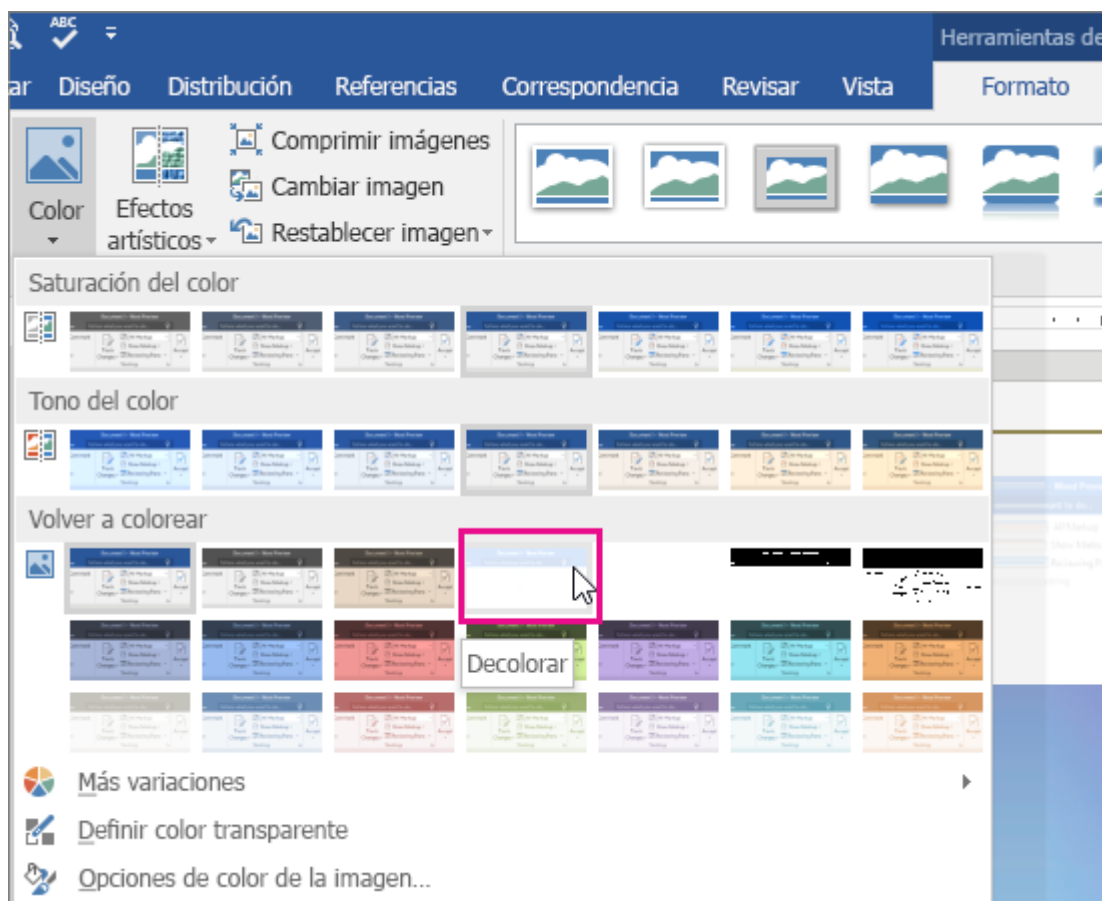 ABC
Herramientas de
ar Diseño Distribución Referencias Correspondencia Revisar Vista Formato
Color
Efectos artísticos
Comprimir imágenes
Cambiar imagen
Restablecer imagen
Saturación del color
Tono del color
Volver a colorear
Decolorar
Más variaciones
Definir color transparente
Opciones de color de la imagen...